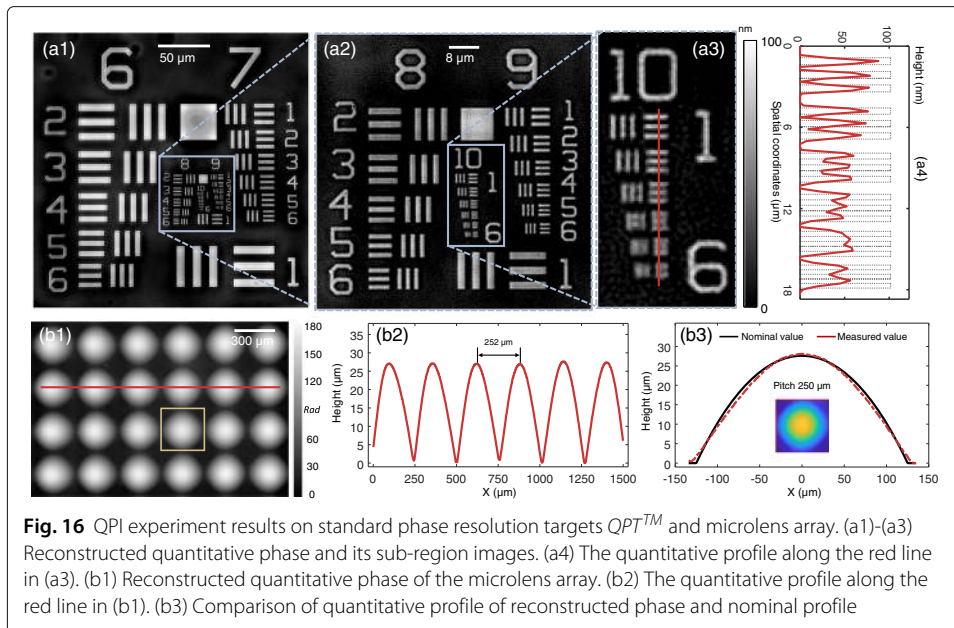 (a1)
6
7
50 µm
2
3
4
5
6
1
2
3
4
5
6
1
8
9
10
(a2)
8 µm
8
9
2
3
4
5
6
10
1
6
1
2
3
4
5
6
1
(a3)
10
1
6
nm
100
0
0 50 100
Height (nm)
0
6
12
18
Spatial coordinates (µm)
(a4)
(b1)
300 µm
180
150
120
Rad
90
60
30
0
(b2)
252 µm
35
30
25
20
15
10
5
0
Height (µm)
0 250 500 750 1000 1250 1500
X (µm)
(b3)
Nominal value
Measured value
Pitch 250 µm
35
30
25
20
15
10
5
0
Height (µm)
-150 -100 -50 0 50 100 150
X (µm)
Fig. 16 QPI experiment results on standard phase resolution targets QPT™ and microlens array. (a1)-(a3)
Reconstructed quantitative phase and its sub-region images. (a4) The quantitative profile along the red line
in (a3). (b1) Reconstructed quantitative phase of the microlens array. (b2) The quantitative profile along the
red line in (b1). (b3) Comparison of quantitative profile of reconstructed phase and nominal profile